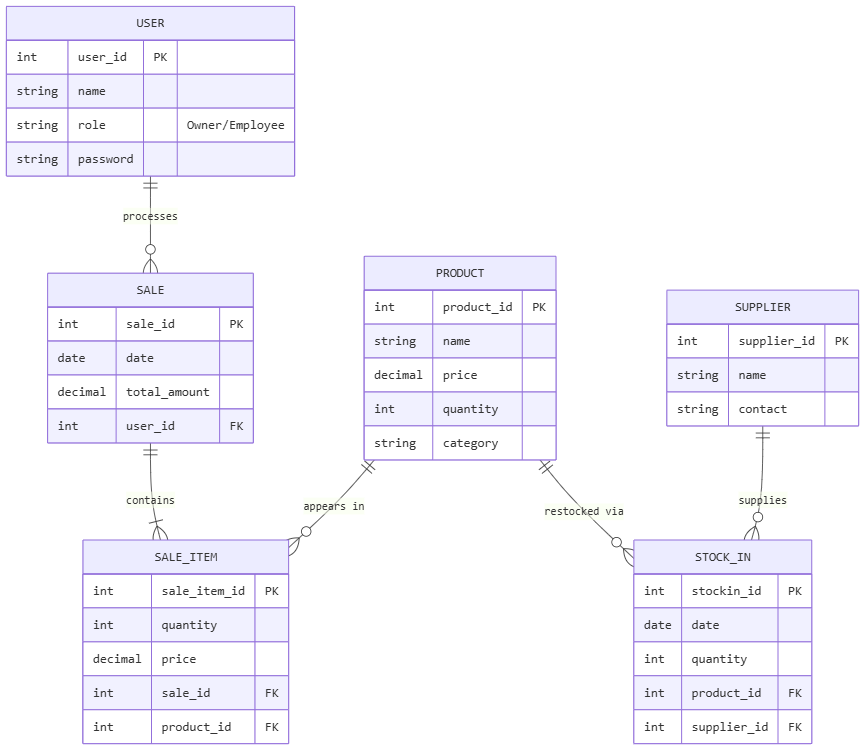 USER
int user_id PK
string name
string role Owner/Employee
string password
processes
SALE
int sale_id PK
date date
decimal total_amount
int user_id FK
PRODUCT
int product_id PK
string name
decimal price
int quantity
string category
SUPPLIER
int supplier_id PK
string name
string contact
contains
appears in
restocked via
supplies
SALE_ITEM
int sale_item_id PK
int quantity
decimal price
int sale_id FK
int product_id FK
STOCK_IN
int stockin_id PK
date date
int quantity
int product_id FK
int supplier_id FK